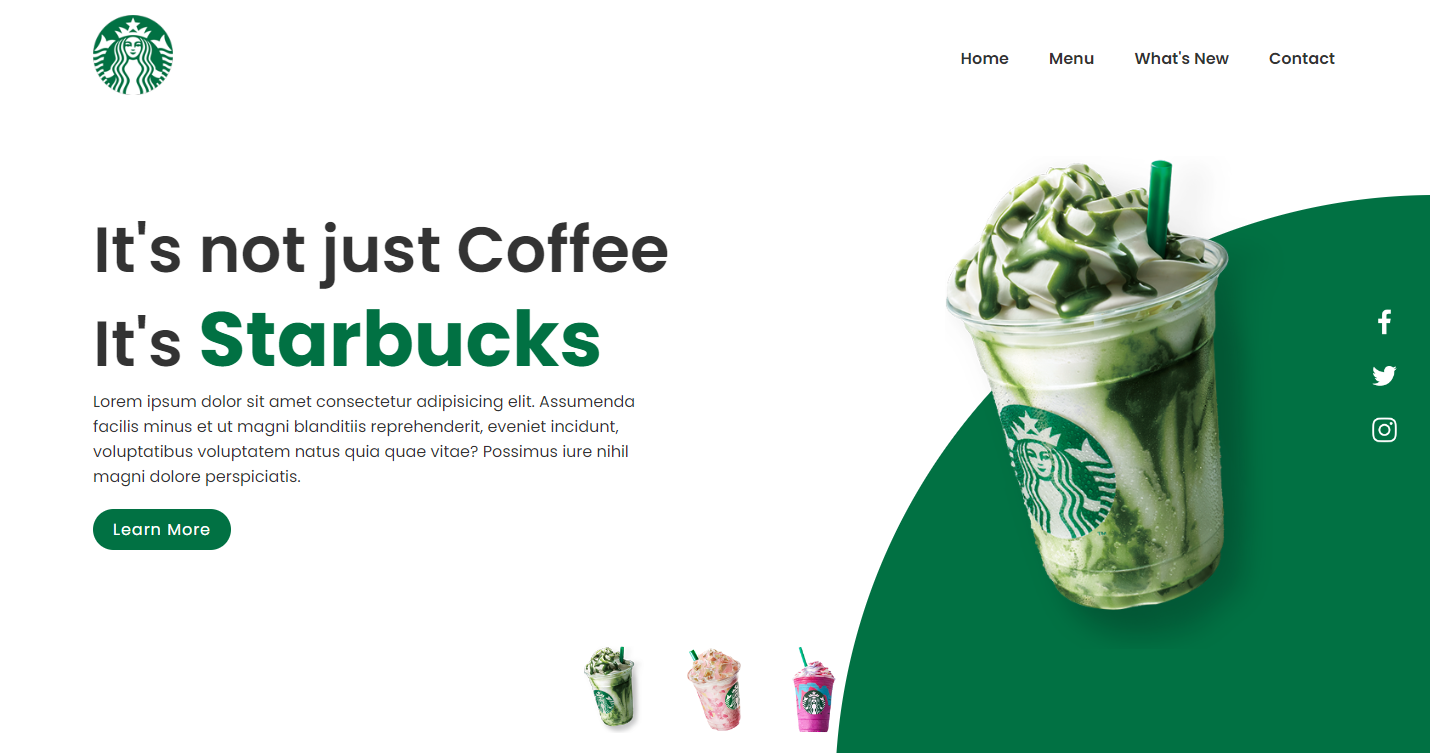 Home Menu What's New Contact
It's not just Coffee
It's Starbucks
Lorem ipsum dolor sit amet consectetur adipisicing elit. Assumenda
facilis minus et ut magni blanditiis reprehenderit, eveniet incidunt,
voluptatibus voluptatem natus quia quae vitae? Possimus iure nihil
magni dolore perspiciatis.
Learn More
TM